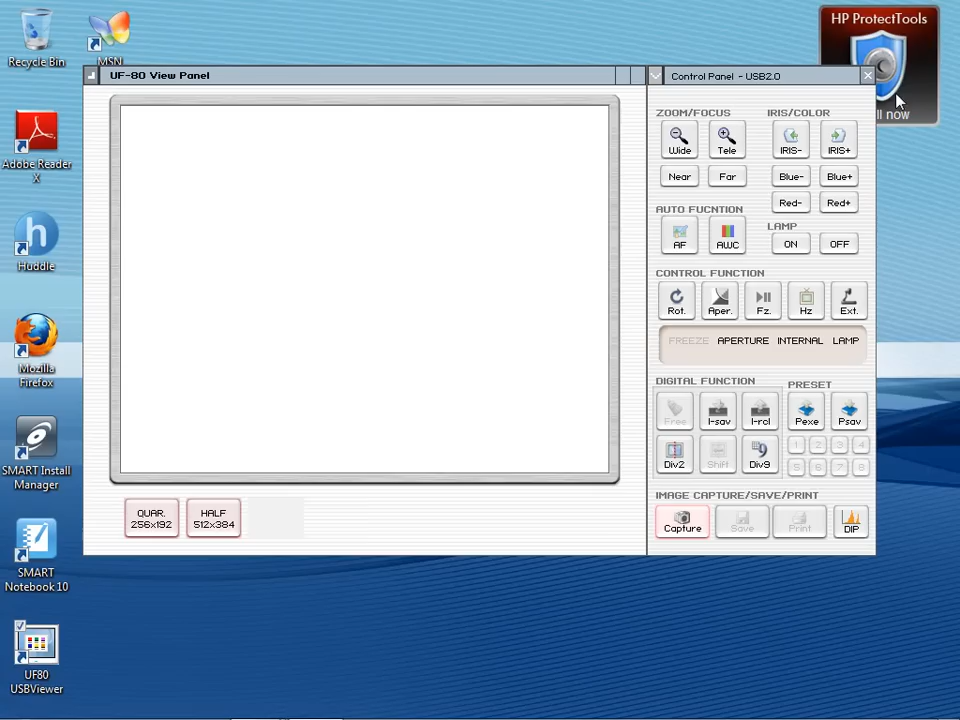 Recycle Bin
MSN
HP ProtectTools
ll now
UF-80 View Panel
Control Panel - USB2.0
ZOOM/FOCUS
IRIS/COLOR
Wide
Tele
IRIS-
IRIS+
Near
Far
Blue-
Blue+
Red-
Red+
AUTO FUCNTION
LAMP
AF
AWC
ON
OFF
CONTROL FUNCTION
Rot.
Aper.
Fz.
Hz
Ext.
FREEZE APERTURE INTERNAL LAMP
DIGITAL FUNCTION
PRESET
Free
I-sav
I-rcl
Pexe
Psav
1 2 3 4
5 6 7 8
Div2
Shift
Div9
IMAGE CAPTURE/SAVE/PRINT
Capture
Save
Print
DIP
QUAR.
256x192
HALF
512x384
Adobe Reader
X
Huddle
Mozilla
Firefox
SMART Install
Manager
SMART
Notebook 10
UF80
USBViewer